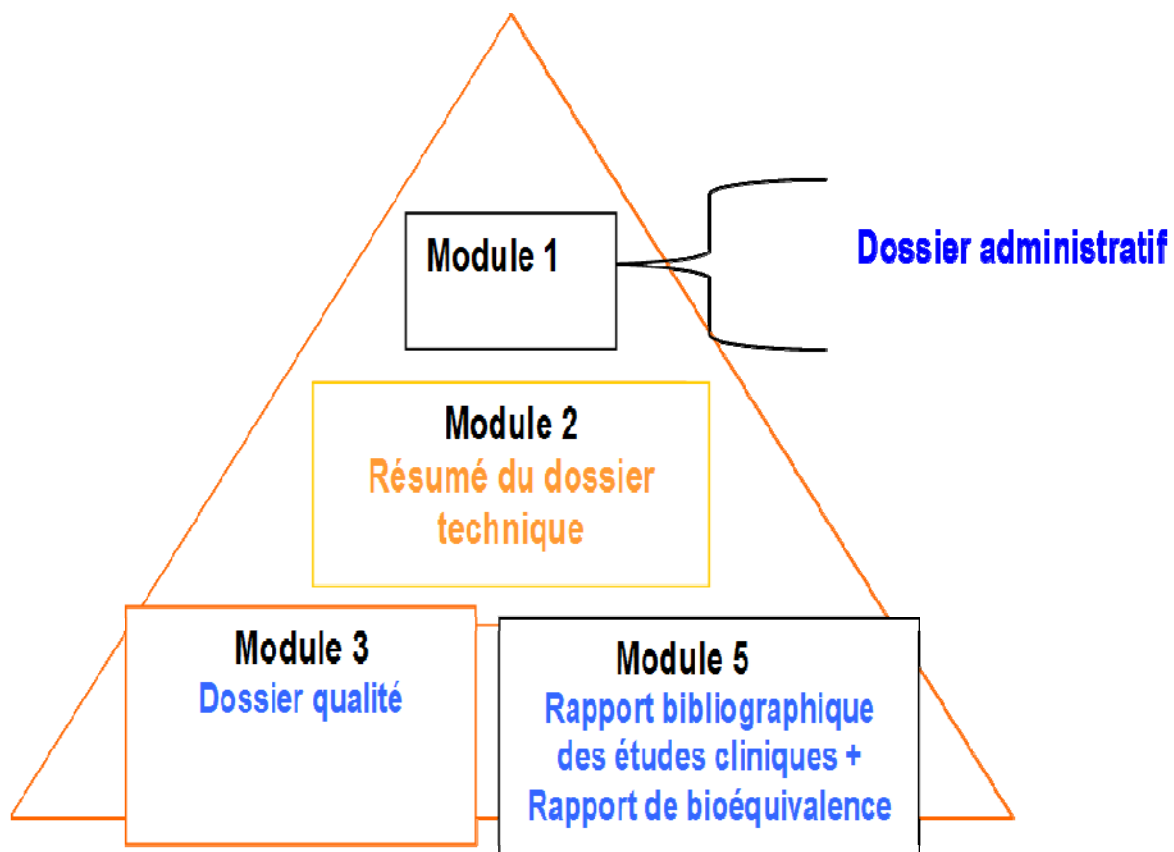 Module 1
Dossier administratif
Module 2
Résumé du dossier
technique
Module 3
Dossier qualité
Module 5
Rapport bibliographique
des études cliniques +
Rapport de bioéquivalence